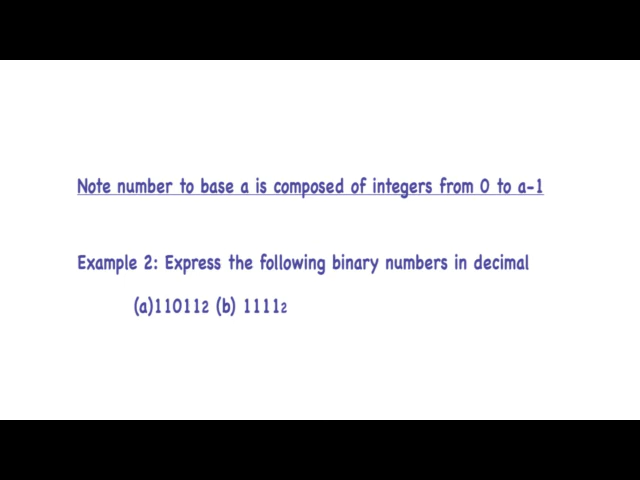 Note number to base a is composed of integers from 0 to a-1
Example 2: Express the following binary numbers in decimal
(a)11011₂ (b) 1111₂